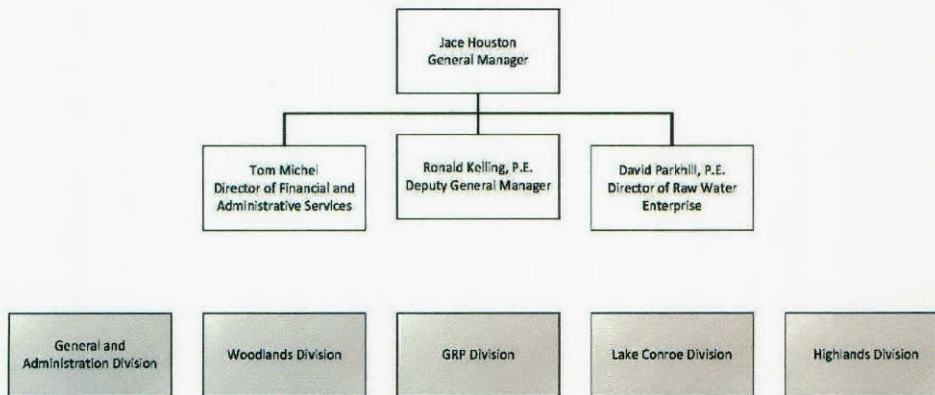 Jace Houston
General Manager
Tom Michel
Director of Financial and
Administrative Services
Ronald Kelling, P.E.
Deputy General Manager
David Parkhill, P.E.
Director of Raw Water
Enterprise
General and
Administration Division
Woodlands Division
GRP Division
Lake Conroe Division
Highlands Division